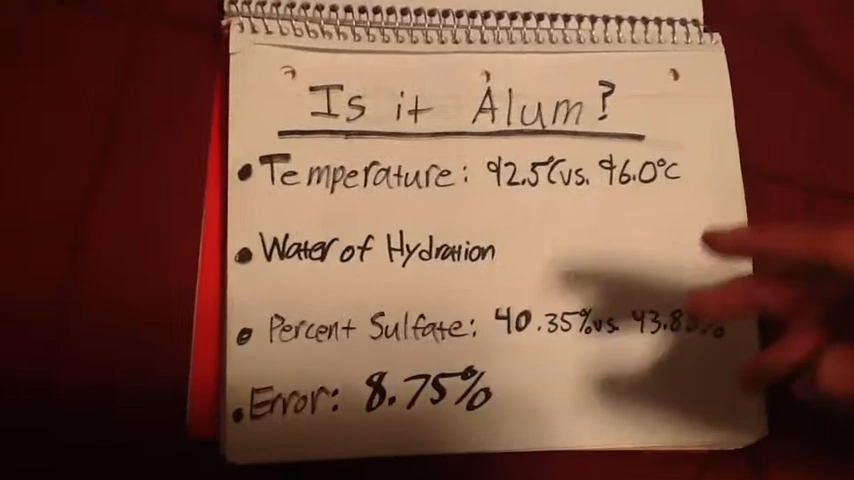 Is it Alum?
• Temperature: 92.5°C vs. 96.0°C
• Water of Hydration
• Percent Sulfate: 40.35% vs.
• Error: 8.75%